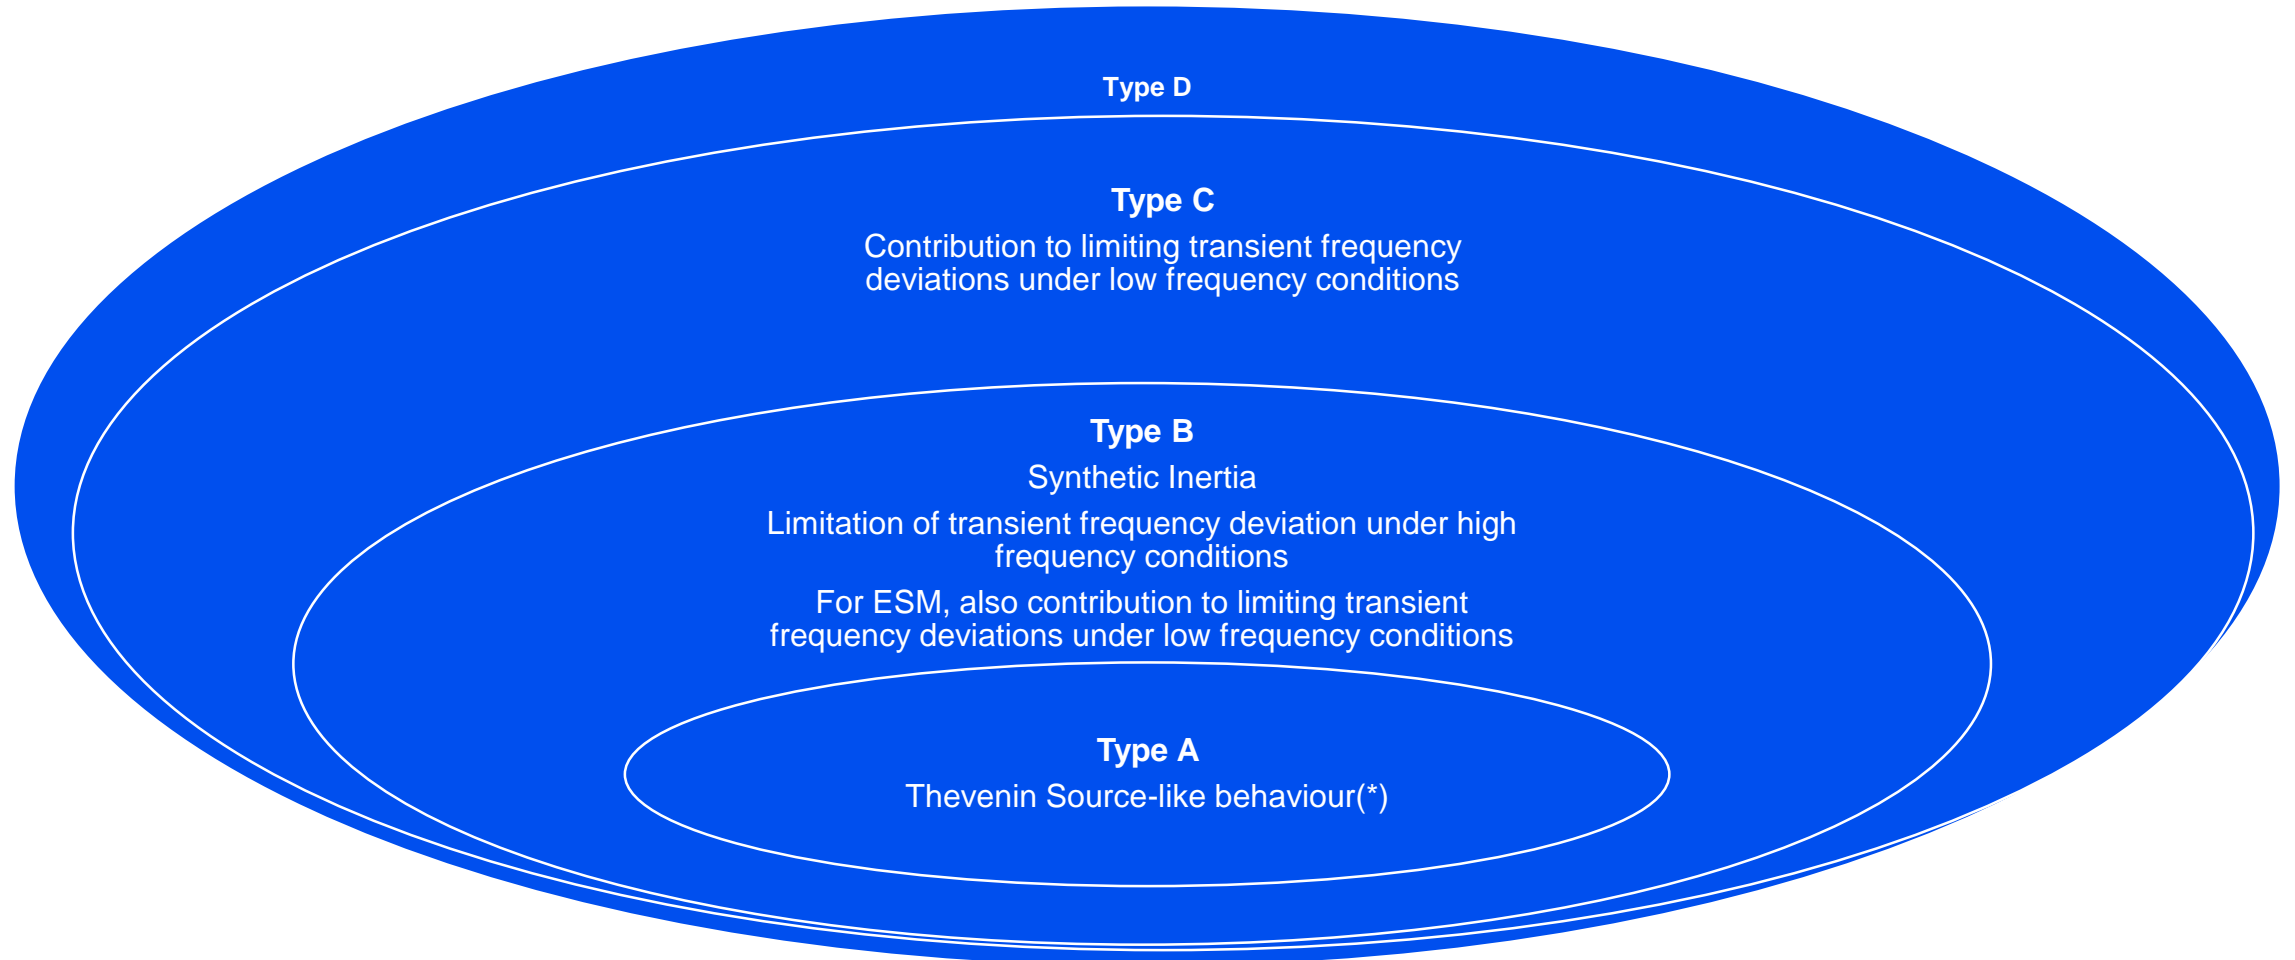 Type D
Type C
Contribution to limiting transient frequency
deviations under low frequency conditions
Type B
Synthetic Inertia
Limitation of transient frequency deviation under high
frequency conditions
For ESM, also contribution to limiting transient
frequency deviations under low frequency conditions
Type A
Thevenin Source-like behaviour(*)